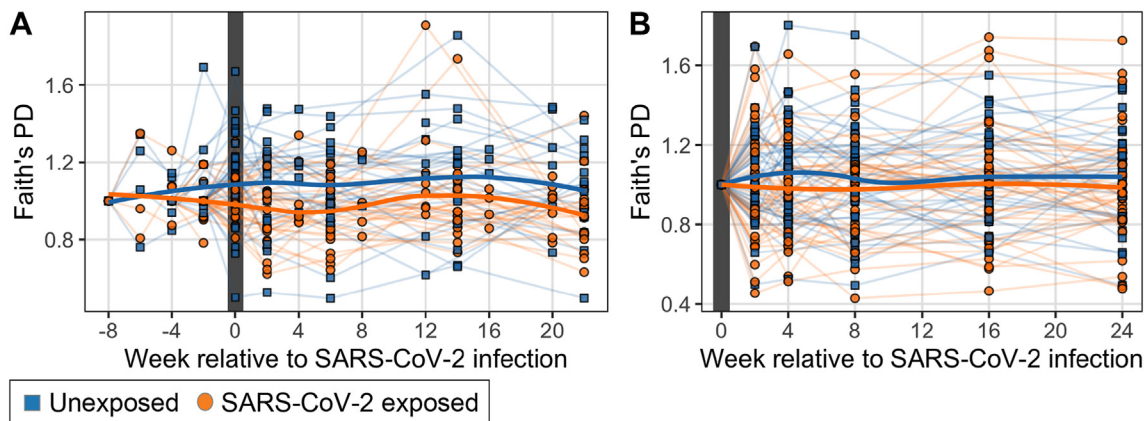 A
Faith's PD
1.6
1.2
0.8
-8 -4 0 4 8 12 16 20
Week relative to SARS-CoV-2 infection
B
Faith's PD
1.6
1.2
0.8
0.4
0 4 8 12 16 20 24
Week relative to SARS-CoV-2 infection
Unexposed SARS-CoV-2 exposed